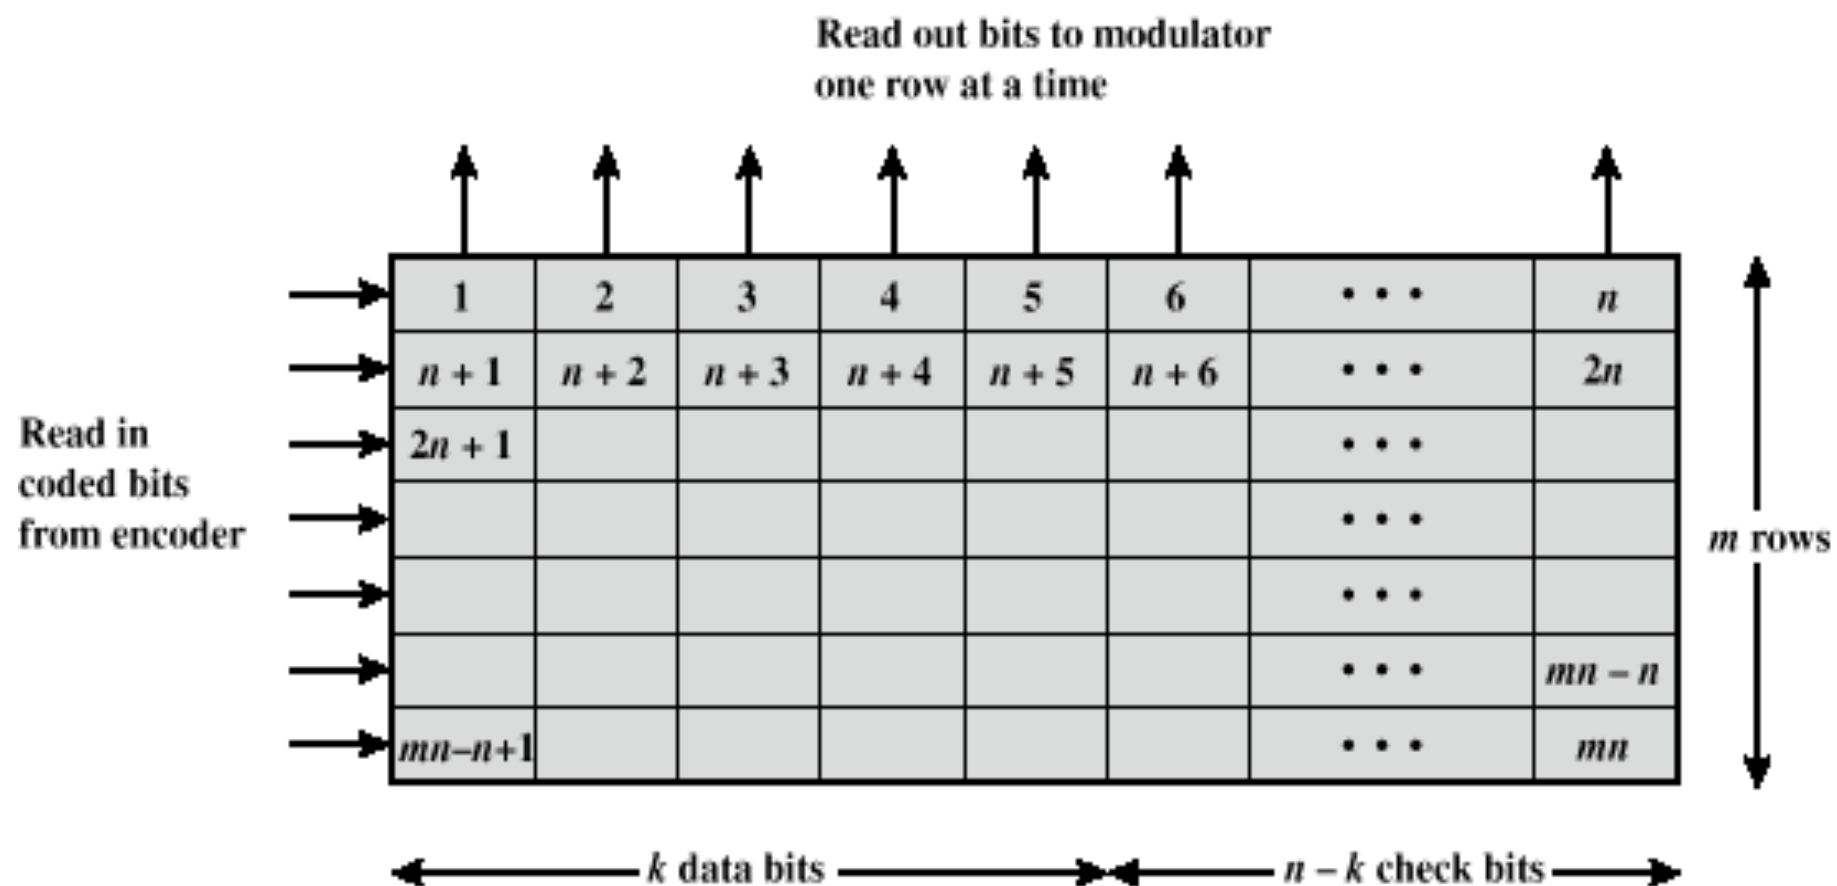 Read out bits to modulator
one row at a time
1 2 3 4 5 6 • • • n
n + 1 n + 2 n + 3 n + 4 n + 5 n + 6 • • • 2n
Read in
coded bits
from encoder
2n + 1 • • •
• • •
• • •
• • • mn – n
mn–n+1 • • • mn
m rows
k data bits n – k check bits